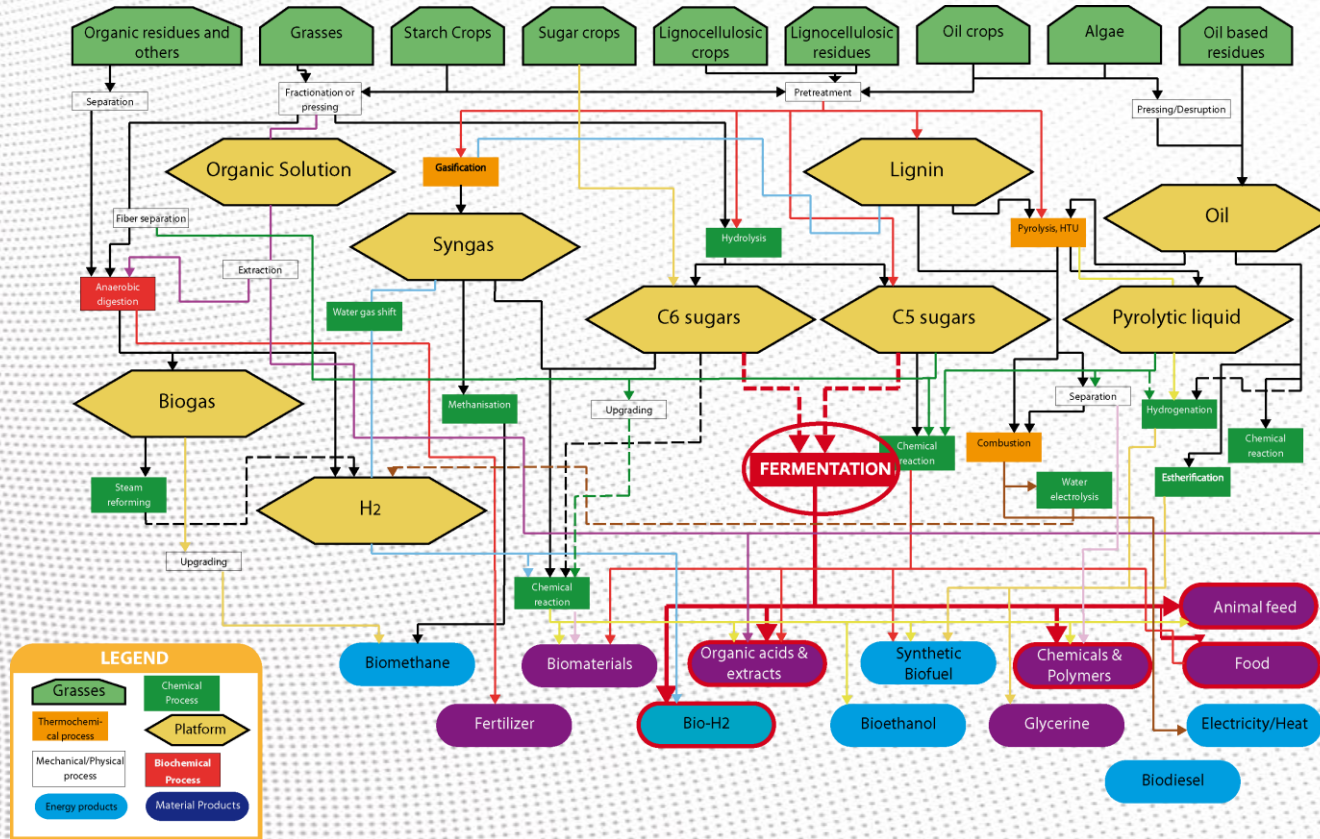 Organic residues and
others
Grasses
Starch Crops
Sugar crops
Lignocellulosic
crops
Lignocellulosic
residues
Oil crops
Algae
Oil based
residues
Separation
Fractionation or
pressing
Pretreatment
Pressing/Desruption
Organic Solution
Gasification
Lignin
Fiber separation
Syngas
Hydrolysis
Pyrolysis, HTU
Oil
Extraction
Anaerobic
digestion
Water gas shift
C6 sugars
C5 sugars
Pyrolytic liquid
Biogas
Methanisation
Upgrading
Separation
Hydrogenation
FERMENTATION
Chemical
reaction
Combustion
Chemical
reaction
Steam
reforming
H2
Water
electrolysis
Estherification
Upgrading
Chemical
reaction
Animal feed
Biomethane
Biomaterials
Organic acids &
extracts
Synthetic
Biofuel
Chemicals &
Polymers
Food
Fertilizer
Bio-H2
Bioethanol
Glycerine
Electricity/Heat
Biodiesel
LEGEND
Grasses
Chemical
Process
Thermochemi-
cal process
Platform
Mechanical/Physical
process
Biochemical
Process
Energy products
Material Products